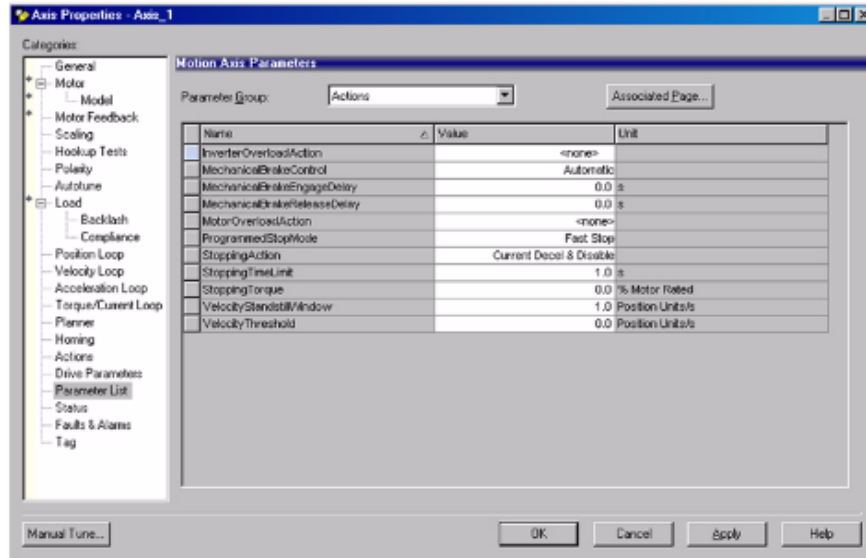 Axis Properties - Axis_1
Categories:
General
* Motor
* Model
* Motor Feedback
Scaling
Hookup Tests
Polarity
Autotune
* Load
Backlash
Compliance
Position Loop
Velocity Loop
Acceleration Loop
Torque/Current Loop
Planner
Homing
Actions
Drive Parameters
Parameter List
Status
Faults & Alarms
Tag
Motion Axis Parameters
Parameter Group: Actions Associated Page...
Name Value Unit
InverterOverloadAction <none>
MechanicalBrakeControl Automatic
MechanicalBrakeEngageDelay 0.0 s
MechanicalBrakeReleaseDelay 0.0 s
MotorOverloadAction <none>
ProgrammedStopMode Fast Stop
StoppingAction Current Decel & Disable
StoppingTimeLimit 1.0 s
StoppingTorque 0.0 % Motor Rated
VelocityStandstillWindow 1.0 Position Units/s
VelocityThreshold 0.0 Position Units/s
Manual Tune... OK Cancel Apply Help